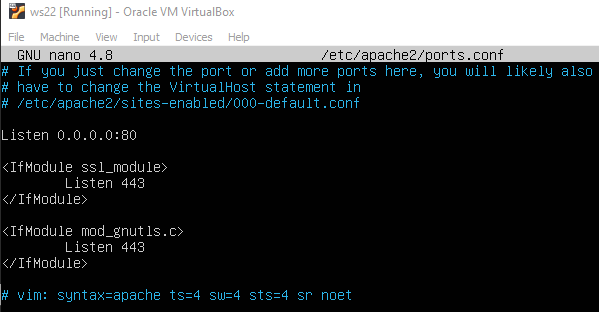 ws22 [Running] - Oracle VM VirtualBox
File Machine View Input Devices Help
GNU nano 4.8 /etc/apache2/ports.conf
# If you just change the port or add more ports here, you will likely also
# have to change the VirtualHost statement in
# /etc/apache2/sites-enabled/000-default.conf
Listen 0.0.0.0:80
<IfModule ssl_module>
Listen 443
</IfModule>
<IfModule mod_gnutls.c>
Listen 443
</IfModule>
# vim: syntax=apache ts=4 sw=4 sts=4 sr noet